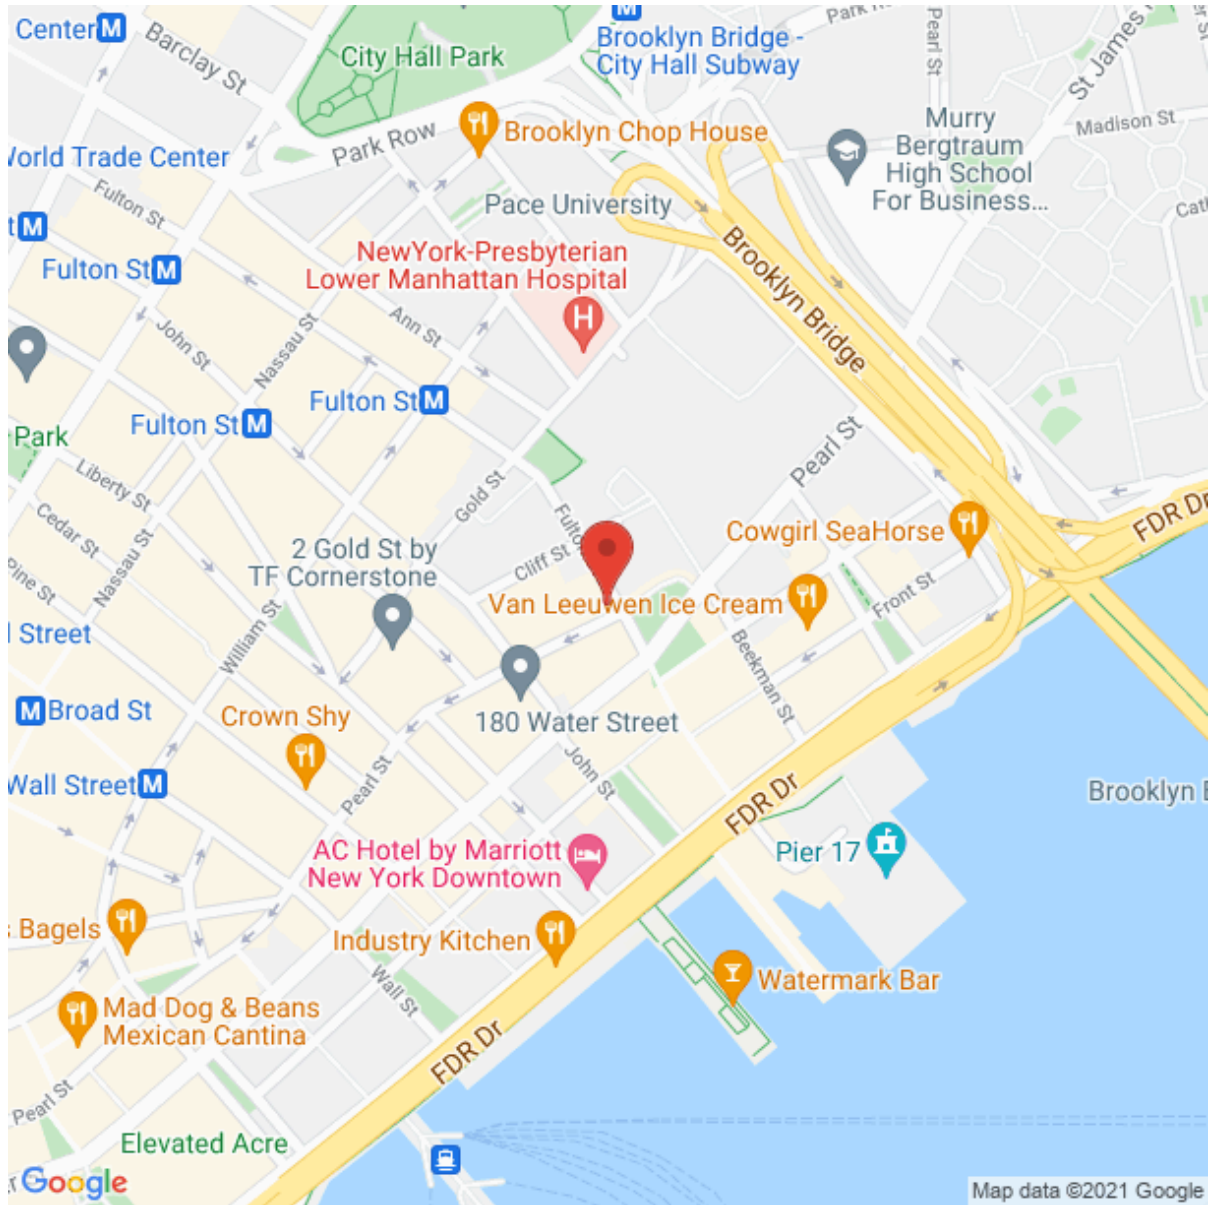 Center M
Barclay St
City Hall Park
M
Brooklyn Bridge -
City Hall Subway
Park
Pearl St
St James
Madison St
Park Row
Brooklyn Chop House
Murry
Bergtraum
High School
For Business...
World Trade Center
Fulton St
Pace University
M
Fulton St M
NewYork-Presbyterian
Lower Manhattan Hospital
H
Brooklyn Bridge
John St
Nassau St
Ann St
Fulton St M
Fulton St M
Park
Pearl St
Liberty St
Gold St
Cedar St
Fulton
FDR Dr
2 Gold St by
TF Cornerstone
Cliff St
Cowgirl SeaHorse
Pine St
Nassau St
Van Leeuwen Ice Cream
Front St
Street
William St
Beekman St
M Broad St
Crown Shy
180 Water Street
Wall Street M
Pearl St
John St
FDR Dr
Brooklyn
AC Hotel by Marriott
New York Downtown
Pier 17
Bagels
Industry Kitchen
Wall St
Watermark Bar
Mad Dog & Beans
Mexican Cantina
FDR Dr
Pearl St
Elevated Acre
Google
Map data ©2021 Google